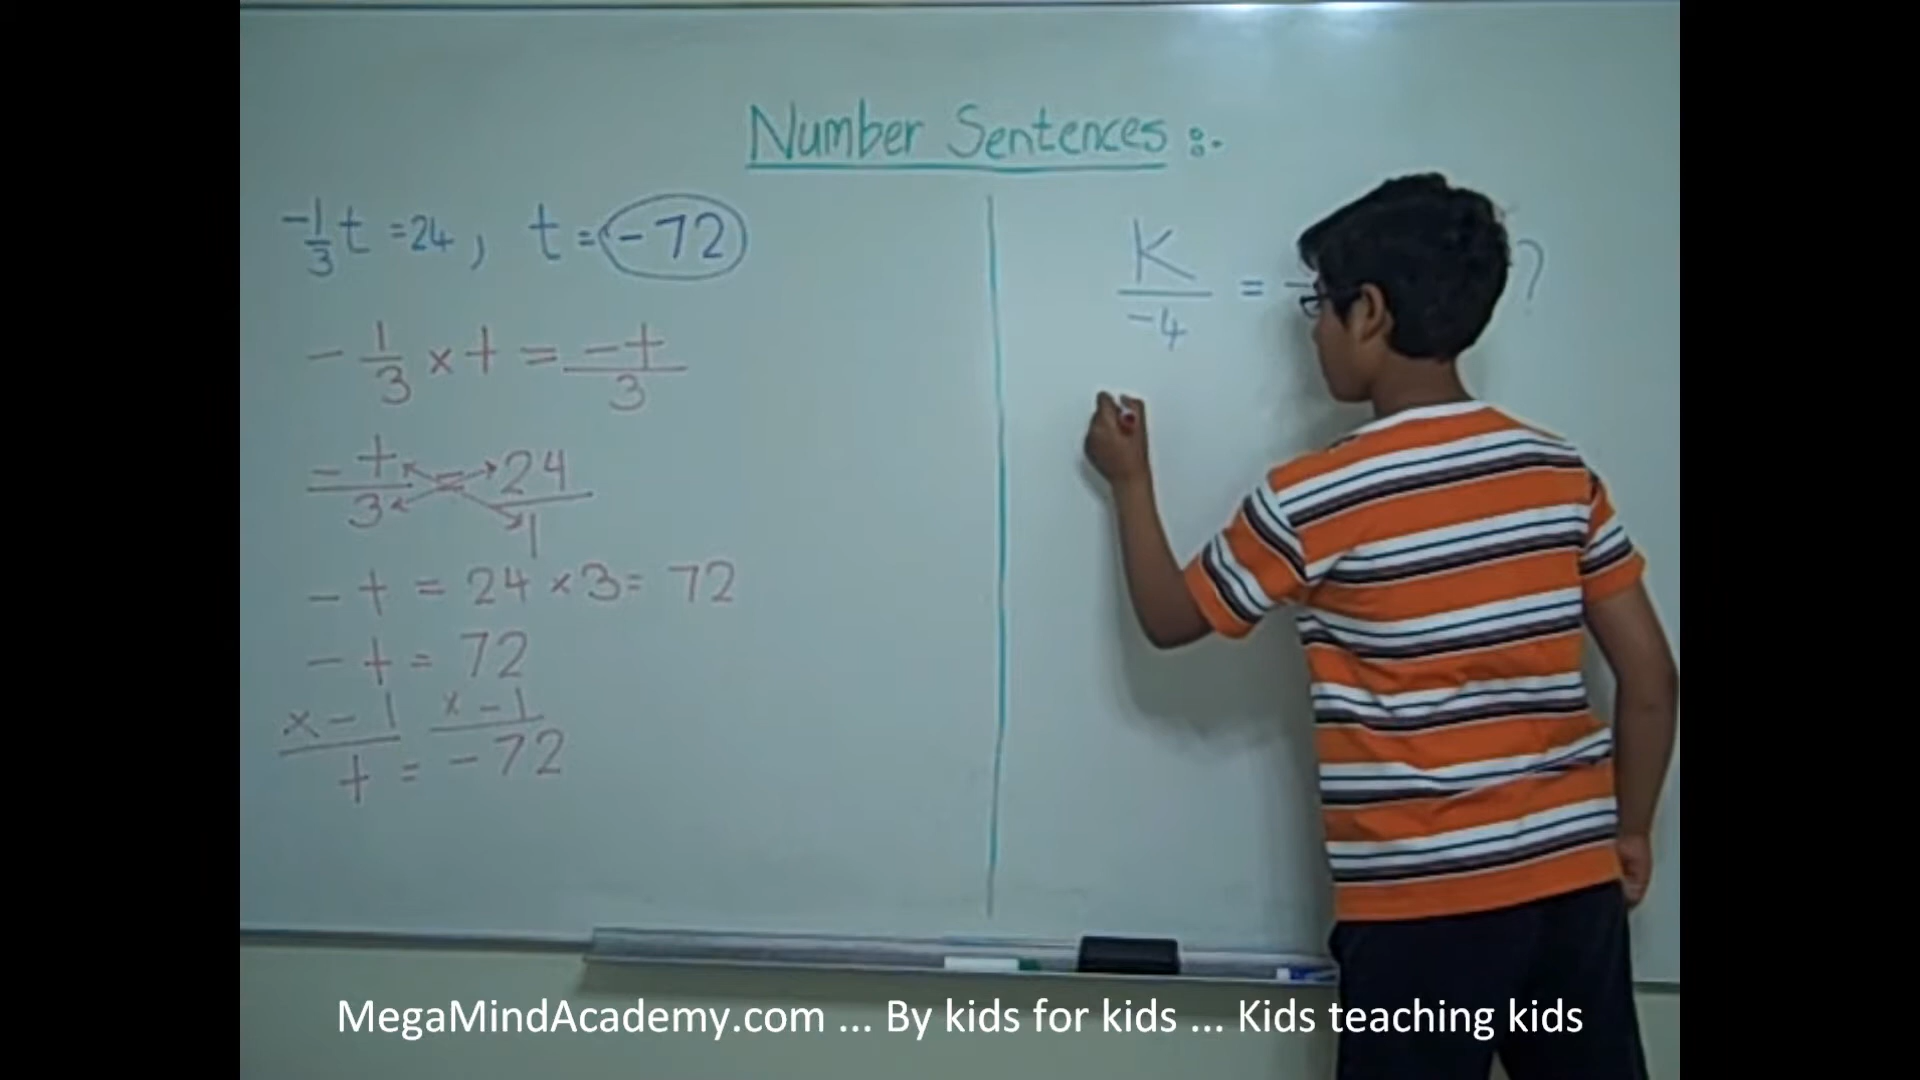 Number Sentences :-
-1/3 t = 24, t = -72
- 1/3 × t = -t/3
-t/3 = 24/1
- t = 24 × 3 = 72
- t = 72
× - 1 × - 1
t = - 72
K/-4 = - ?
MegaMindAcademy.com ... By kids for kids ... Kids teaching kids